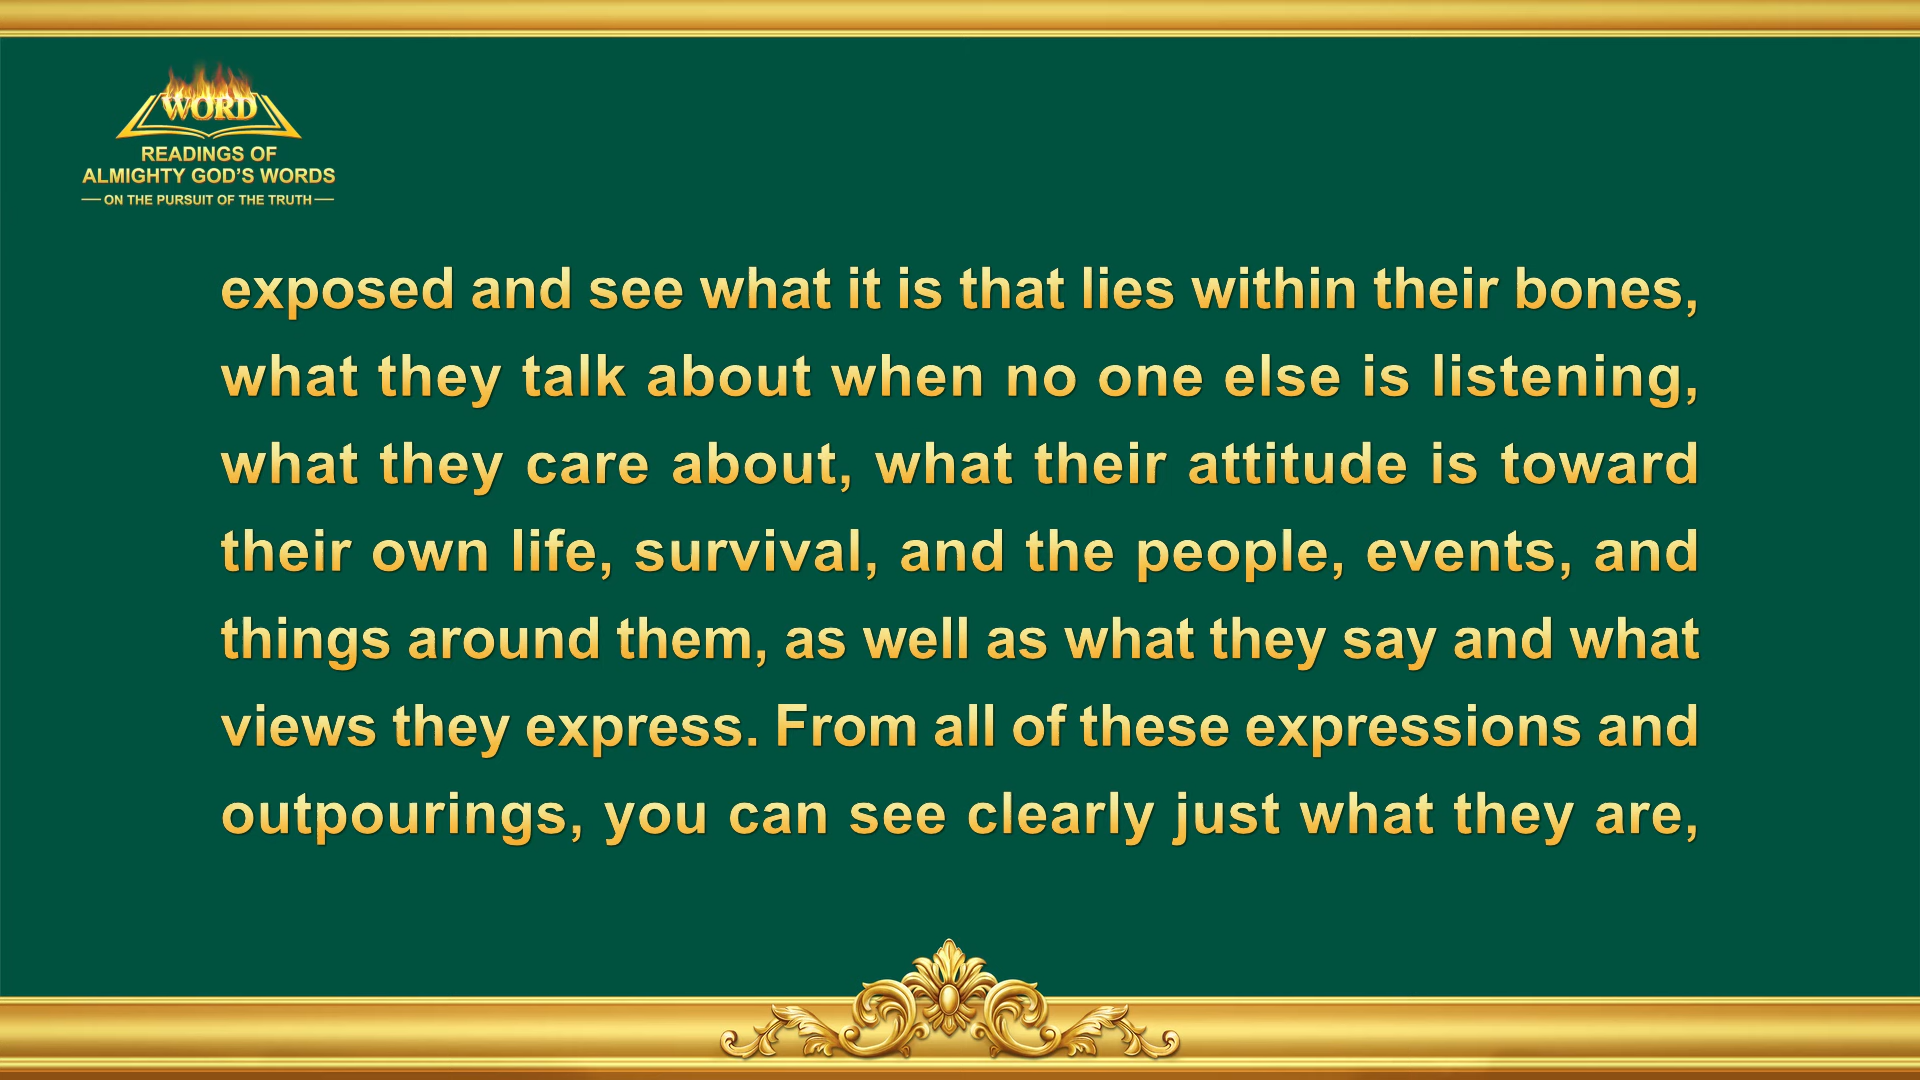 WORD
READINGS OF
ALMIGHTY GOD'S WORDS
— ON THE PURSUIT OF THE TRUTH —
exposed and see what it is that lies within their bones,
what they talk about when no one else is listening,
what they care about, what their attitude is toward
their own life, survival, and the people, events, and
things around them, as well as what they say and what
views they express. From all of these expressions and
outpourings, you can see clearly just what they are,